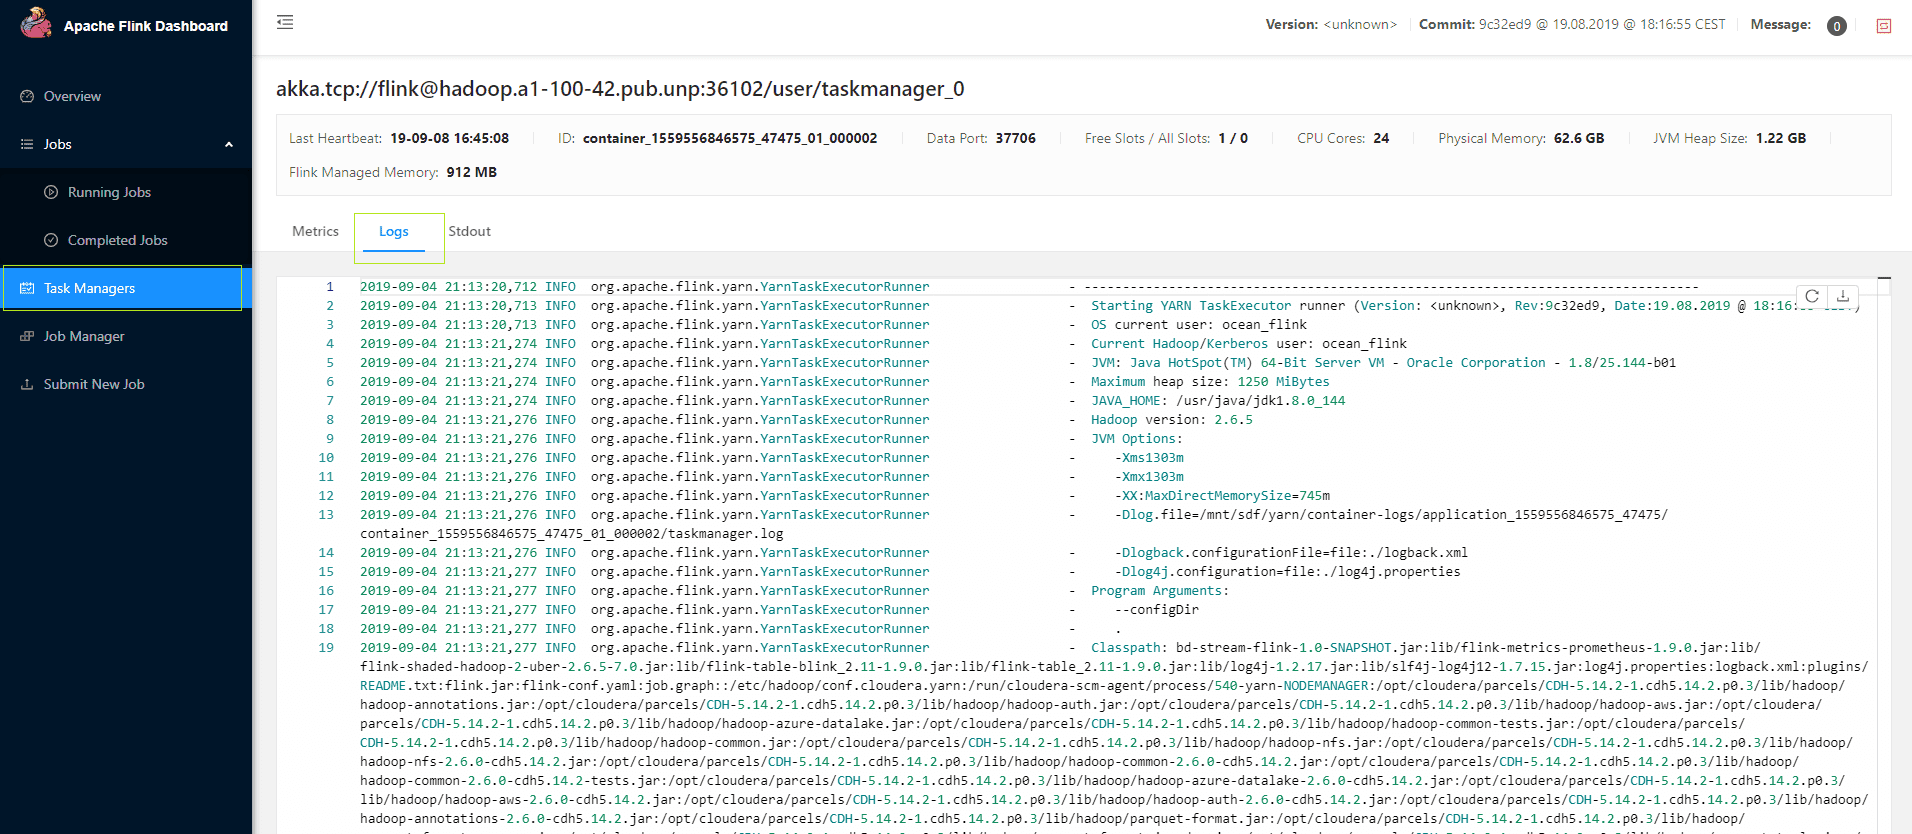 Apache Flink Dashboard
Version: <unknown> Commit: 9c32ed9 @ 19.08.2019 @ 18:16:55 CEST Message: 0
Overview
Jobs
Running Jobs
Completed Jobs
Task Managers
Job Manager
Submit New Job
akka.tcp://flink@hadoop.a1-100-42.pub.unp:36102/user/taskmanager_0
Last Heartbeat: 19-09-08 16:45:08 ID: container_1559556846575_47475_01_000002 Data Port: 37706 Free Slots / All Slots: 1 / 0 CPU Cores: 24 Physical Memory: 62.6 GB JVM Heap Size: 1.22 GB
Flink Managed Memory: 912 MB
Metrics Logs Stdout
1 2019-09-04 21:13:20,712 INFO org.apache.flink.yarn.YarnTaskExecutorRunner - --------------------------------------------------------------------------------
2 2019-09-04 21:13:20,713 INFO org.apache.flink.yarn.YarnTaskExecutorRunner - Starting YARN TaskExecutor runner (Version: <unknown>, Rev:9c32ed9, Date:19.08.2019 @ 18:16:
3 2019-09-04 21:13:20,713 INFO org.apache.flink.yarn.YarnTaskExecutorRunner - OS current user: ocean_flink
4 2019-09-04 21:13:21,274 INFO org.apache.flink.yarn.YarnTaskExecutorRunner - Current Hadoop/Kerberos user: ocean_flink
5 2019-09-04 21:13:21,274 INFO org.apache.flink.yarn.YarnTaskExecutorRunner - JVM: Java HotSpot(TM) 64-Bit Server VM - Oracle Corporation - 1.8/25.144-b01
6 2019-09-04 21:13:21,274 INFO org.apache.flink.yarn.YarnTaskExecutorRunner - Maximum heap size: 1250 MiBytes
7 2019-09-04 21:13:21,274 INFO org.apache.flink.yarn.YarnTaskExecutorRunner - JAVA_HOME: /usr/java/jdk1.8.0_144
8 2019-09-04 21:13:21,276 INFO org.apache.flink.yarn.YarnTaskExecutorRunner - Hadoop version: 2.6.5
9 2019-09-04 21:13:21,276 INFO org.apache.flink.yarn.YarnTaskExecutorRunner - JVM Options:
10 2019-09-04 21:13:21,276 INFO org.apache.flink.yarn.YarnTaskExecutorRunner - -Xms1303m
11 2019-09-04 21:13:21,276 INFO org.apache.flink.yarn.YarnTaskExecutorRunner - -Xmx1303m
12 2019-09-04 21:13:21,276 INFO org.apache.flink.yarn.YarnTaskExecutorRunner - -XX:MaxDirectMemorySize=745m
13 2019-09-04 21:13:21,276 INFO org.apache.flink.yarn.YarnTaskExecutorRunner - -Dlog.file=/mnt/sdf/yarn/container-logs/application_1559556846575_47475/
container_1559556846575_47475_01_000002/taskmanager.log
14 2019-09-04 21:13:21,276 INFO org.apache.flink.yarn.YarnTaskExecutorRunner - -Dlogback.configurationFile=file:./logback.xml
15 2019-09-04 21:13:21,277 INFO org.apache.flink.yarn.YarnTaskExecutorRunner - -Dlog4j.configuration=file:./log4j.properties
16 2019-09-04 21:13:21,277 INFO org.apache.flink.yarn.YarnTaskExecutorRunner - Program Arguments:
17 2019-09-04 21:13:21,277 INFO org.apache.flink.yarn.YarnTaskExecutorRunner - --configDir
18 2019-09-04 21:13:21,277 INFO org.apache.flink.yarn.YarnTaskExecutorRunner - .
19 2019-09-04 21:13:21,277 INFO org.apache.flink.yarn.YarnTaskExecutorRunner - Classpath: bd-stream-flink-1.0-SNAPSHOT.jar:lib/flink-metrics-prometheus-1.9.0.jar:lib/
flink-shaded-hadoop-2-uber-2.6.5-7.0.jar:lib/flink-table-blink_2.11-1.9.0.jar:lib/flink-table_2.11-1.9.0.jar:lib/log4j-1.2.17.jar:lib/slf4j-log4j12-1.7.15.jar:log4j.properties:logback.xml:plugins/
README.txt:flink.jar:flink-conf.yaml:job.graph::/etc/hadoop/conf.cloudera.yarn:/run/cloudera-scm-agent/process/540-yarn-NODEMANAGER:/opt/cloudera/parcels/CDH-5.14.2-1.cdh5.14.2.p0.3/lib/hadoop/
hadoop-annotations.jar:/opt/cloudera/parcels/CDH-5.14.2-1.cdh5.14.2.p0.3/lib/hadoop/hadoop-auth.jar:/opt/cloudera/parcels/CDH-5.14.2-1.cdh5.14.2.p0.3/lib/hadoop/hadoop-aws.jar:/opt/cloudera/
parcels/CDH-5.14.2-1.cdh5.14.2.p0.3/lib/hadoop/hadoop-azure-datalake.jar:/opt/cloudera/parcels/CDH-5.14.2-1.cdh5.14.2.p0.3/lib/hadoop/hadoop-common-tests.jar:/opt/cloudera/parcels/
CDH-5.14.2-1.cdh5.14.2.p0.3/lib/hadoop/hadoop-common.jar:/opt/cloudera/parcels/CDH-5.14.2-1.cdh5.14.2.p0.3/lib/hadoop/hadoop-nfs.jar:/opt/cloudera/parcels/CDH-5.14.2-1.cdh5.14.2.p0.3/lib/hadoop/
hadoop-nfs-2.6.0-cdh5.14.2.jar:/opt/cloudera/parcels/CDH-5.14.2-1.cdh5.14.2.p0.3/lib/hadoop/hadoop-common-2.6.0-cdh5.14.2.jar:/opt/cloudera/parcels/CDH-5.14.2-1.cdh5.14.2.p0.3/lib/hadoop/
hadoop-common-2.6.0-cdh5.14.2-tests.jar:/opt/cloudera/parcels/CDH-5.14.2-1.cdh5.14.2.p0.3/lib/hadoop/hadoop-azure-datalake-2.6.0-cdh5.14.2.jar:/opt/cloudera/parcels/CDH-5.14.2-1.cdh5.14.2.p0.3/
lib/hadoop/hadoop-aws-2.6.0-cdh5.14.2.jar:/opt/cloudera/parcels/CDH-5.14.2-1.cdh5.14.2.p0.3/lib/hadoop/hadoop-auth-2.6.0-cdh5.14.2.jar:/opt/cloudera/parcels/CDH-5.14.2-1.cdh5.14.2.p0.3/lib/hadoop/
hadoop-annotations-2.6.0-cdh5.14.2.jar:/opt/cloudera/parcels/CDH-5.14.2-1.cdh5.14.2.p0.3/lib/hadoop/parquet-format.jar:/opt/cloudera/parcels/CDH-5.14.2-1.cdh5.14.2.p0.3/lib/hadoop/